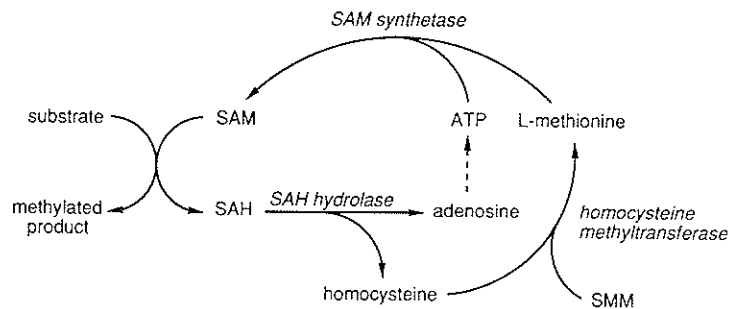 SAM synthetase
substrate
SAM
ATP
L-methionine
methylated
product
SAH
SAH hydrolase
adenosine
homocysteine
methyltransferase
homocysteine
SMM